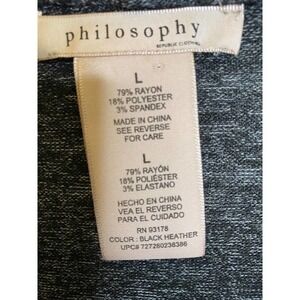 philosophy
REPUBLIC CLOTHING
L
79% RAYON
18% POLYESTER
3% SPANDEX
MADE IN CHINA
SEE REVERSE
FOR CARE
L
79% RAYÓN
18% POLIÉSTER
3% ELASTANO
HECHO EN CHINA
VEA EL REVERSO
PARA EL CUIDADO
RN 93178
COLOR : BLACK HEATHER
UPC# 727260236386